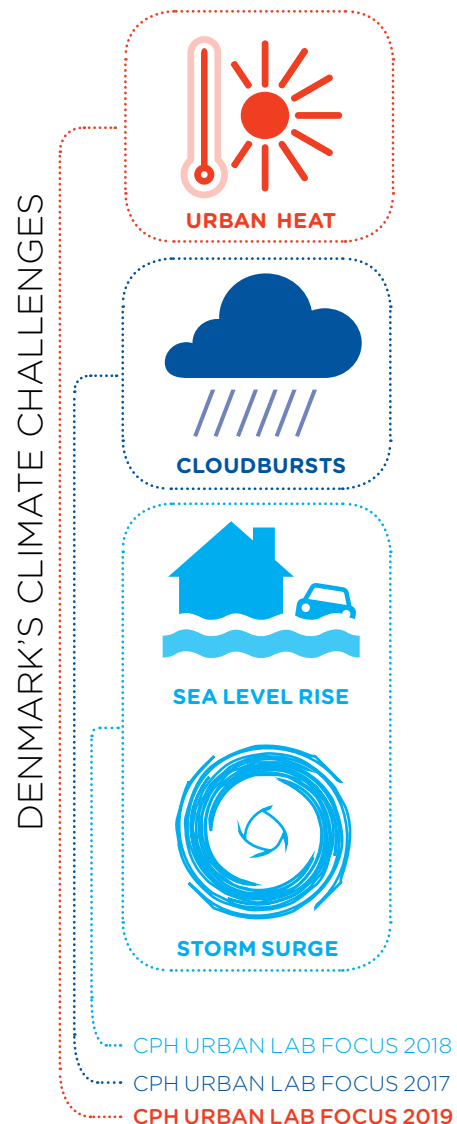 DENMARK'S CLIMATE CHALLENGES
URBAN HEAT
CLOUDBURSTS
SEA LEVEL RISE
STORM SURGE
CPH URBAN LAB FOCUS 2018
CPH URBAN LAB FOCUS 2017
CPH URBAN LAB FOCUS 2019